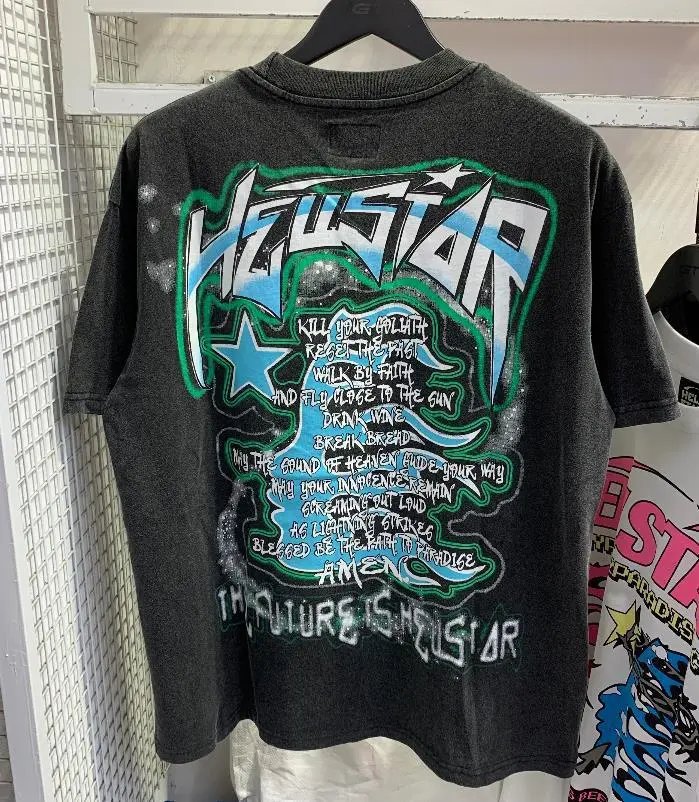 HELLSTAR
KILL YOUR GOLIATH
RESET THE PAST
WALK BY FAITH
AND FLY CLOSE TO THE SUN
DRINK WINE
BREAK BREAD
MAY THE SOUND OF HEAVEN GUIDE YOUR WAY
MAY YOUR INNOCENCE REMAIN
SCREAMING OUT LOUD
AS LIGHTNING STRIKES
BLESSED BE THE PATH TO PARADISE
AMEN.
THE FUTURE IS HELLSTAR
STA
PARADIS